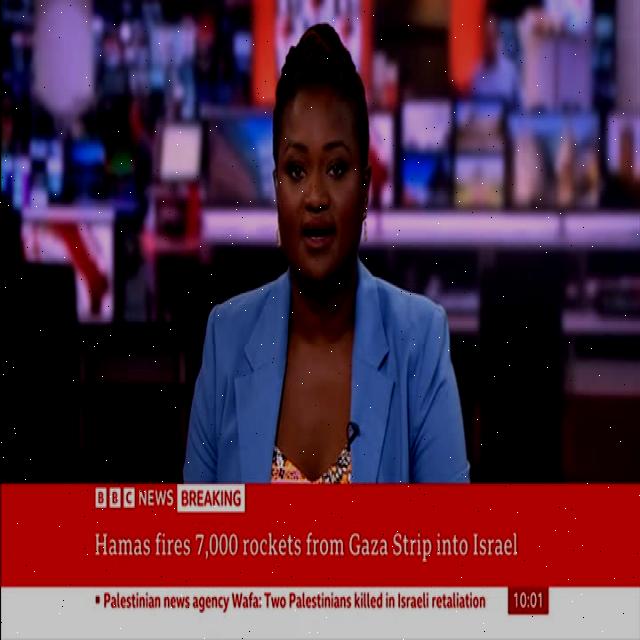 BBC NEWS BREAKING
Hamas fires 7,000 rockets from Gaza Strip into Israel
▪ Palestinian news agency Wafa: Two Palestinians killed in Israeli retaliation 10:01